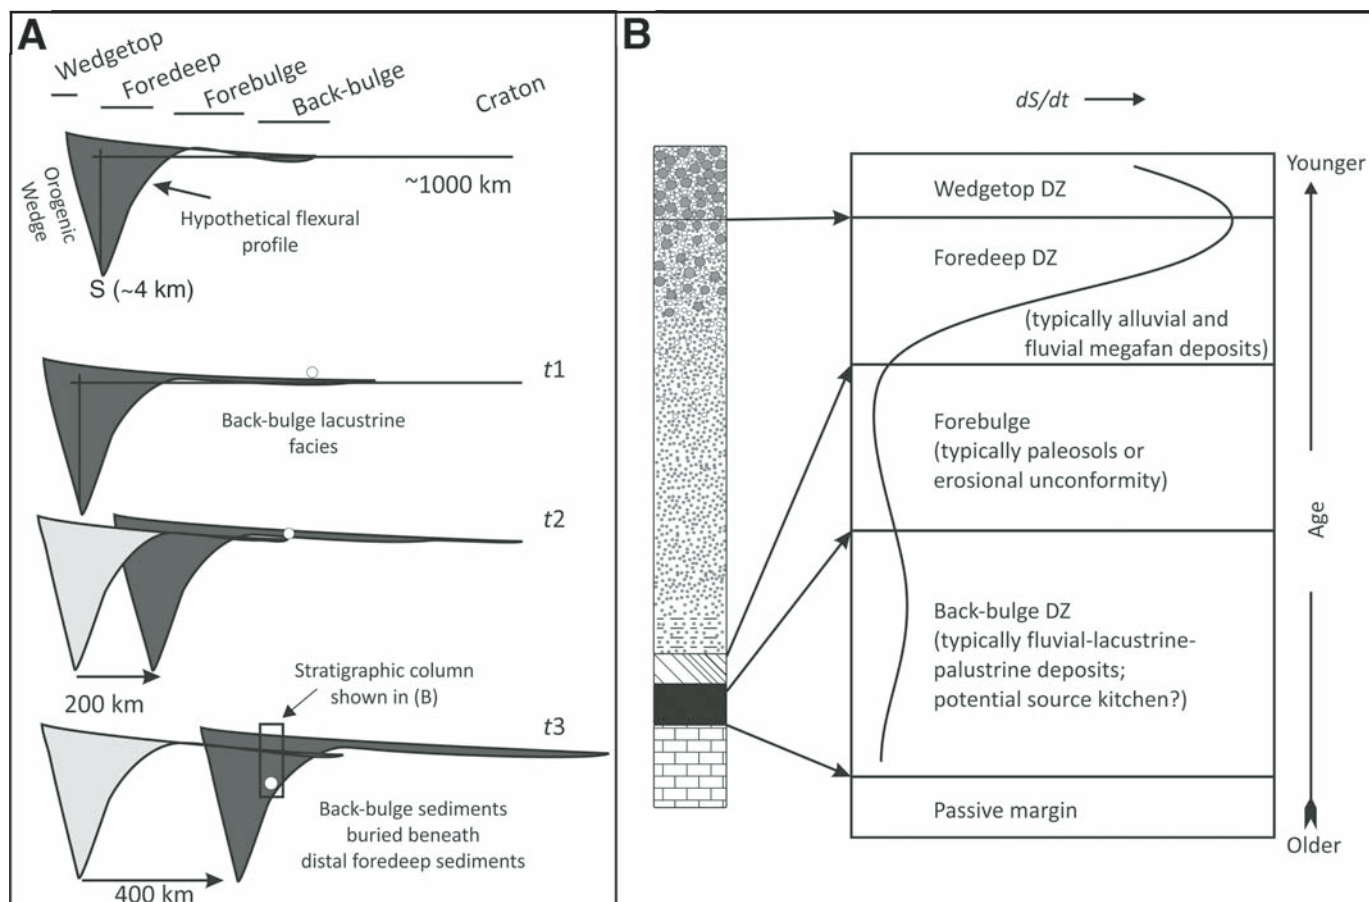 A
Wedgetop
Foredeep
Forebulge
Back-bulge
Craton
Orogenic
Wedge
~1000 km
Hypothetical flexural
profile
S (~4 km)
t1
Back-bulge lacustrine
facies
t2
200 km
Stratigraphic column
shown in (B)
t3
Back-bulge sediments
buried beneath
distal foredeep sediments
400 km
B
dS/dt
Younger
Wedgetop DZ
Foredeep DZ
(typically alluvial and
fluvial megafan deposits)
Forebulge
(typically paleosols or
erosional unconformity)
Age
Back-bulge DZ
(typically fluvial-lacustrine-
palustrine deposits;
potential source kitchen?)
Passive margin
Older